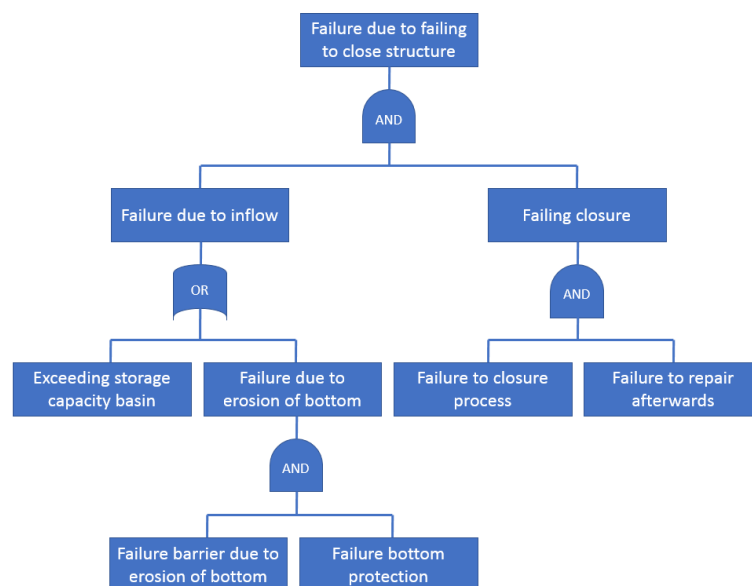 Failure due to failing
to close structure
AND
Failure due to inflow
Failing closure
OR
AND
Exceeding storage
capacity basin
Failure due to
erosion of bottom
Failure to closure
process
Failure to repair
afterwards
AND
Failure barrier due to
erosion of bottom
Failure bottom
protection